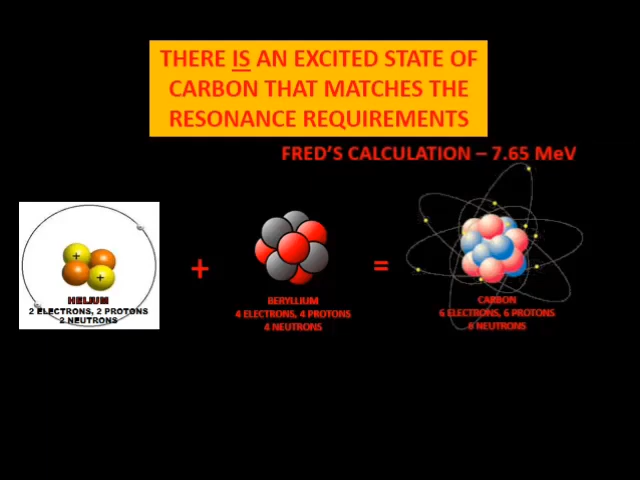 THERE IS AN EXCITED STATE OF
CARBON THAT MATCHES THE
RESONANCE REQUIREMENTS
FRED'S CALCULATION – 7.65 MeV
+
+
+
=
HELIUM
2 ELECTRONS, 2 PROTONS
2 NEUTRONS
BERYLLIUM
4 ELECTRONS, 4 PROTONS
4 NEUTRONS
CARBON
6 ELECTRONS, 6 PROTONS
6 NEUTRONS